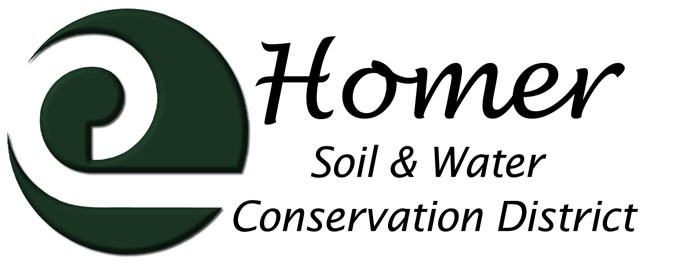 Homer
Soil & Water
Conservation District